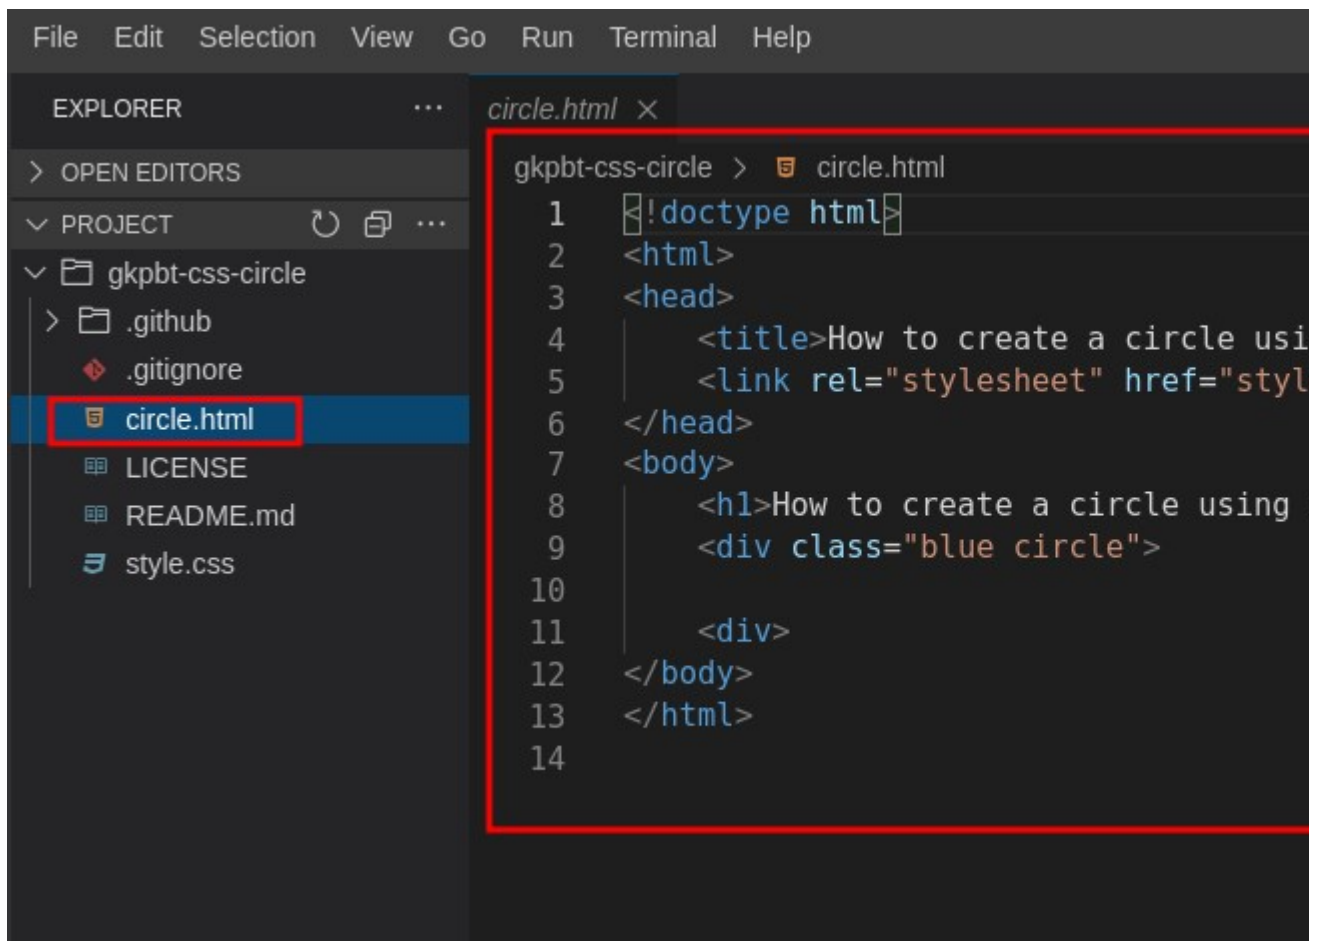 File Edit Selection View Go Run Terminal Help
EXPLORER
OPEN EDITORS
PROJECT
gkpbt-css-circle
.github
.gitignore
circle.html
LICENSE
README.md
style.css
circle.html
gkpbt-css-circle > circle.html
1 <!doctype html>
2 <html>
3 <head>
4 <title>How to create a circle usi
5 <link rel="stylesheet" href="styl
6 </head>
7 <body>
8 <h1>How to create a circle using
9 <div class="blue circle">
10
11 <div>
12 </body>
13 </html>
14